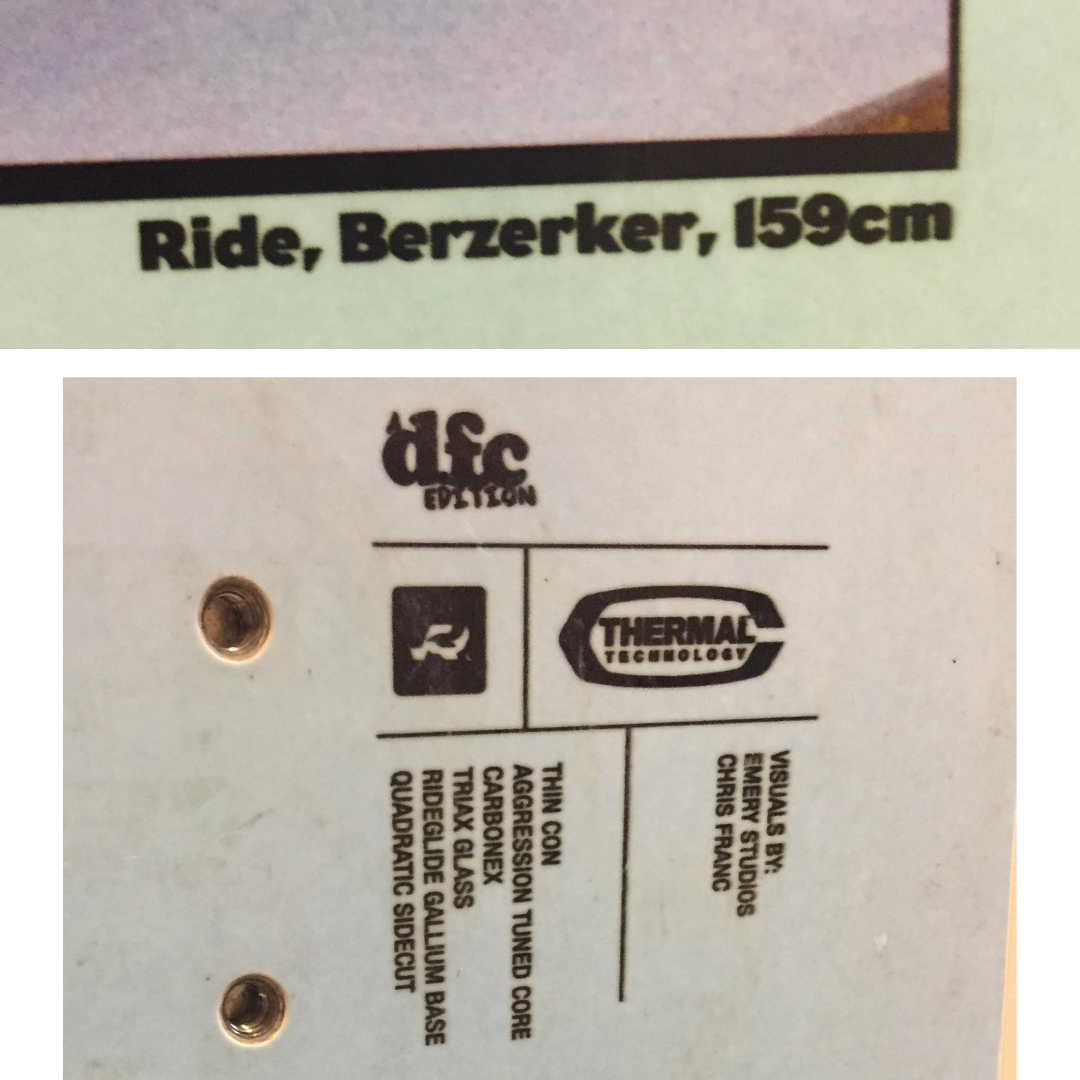 Ride, Berzerker, 159cm
dfc
EDITION
THERMAL
TECHNOLOGY
R
VISUALS BY:
EMERY STUDIOS
CHRIS FRANC
THIN CON
AGGRESSION TUNED CORE
CARBONEX
TRIAX GLASS
RIDEGLIDE GALLIUM BASE
QUADRATIC SIDECUT